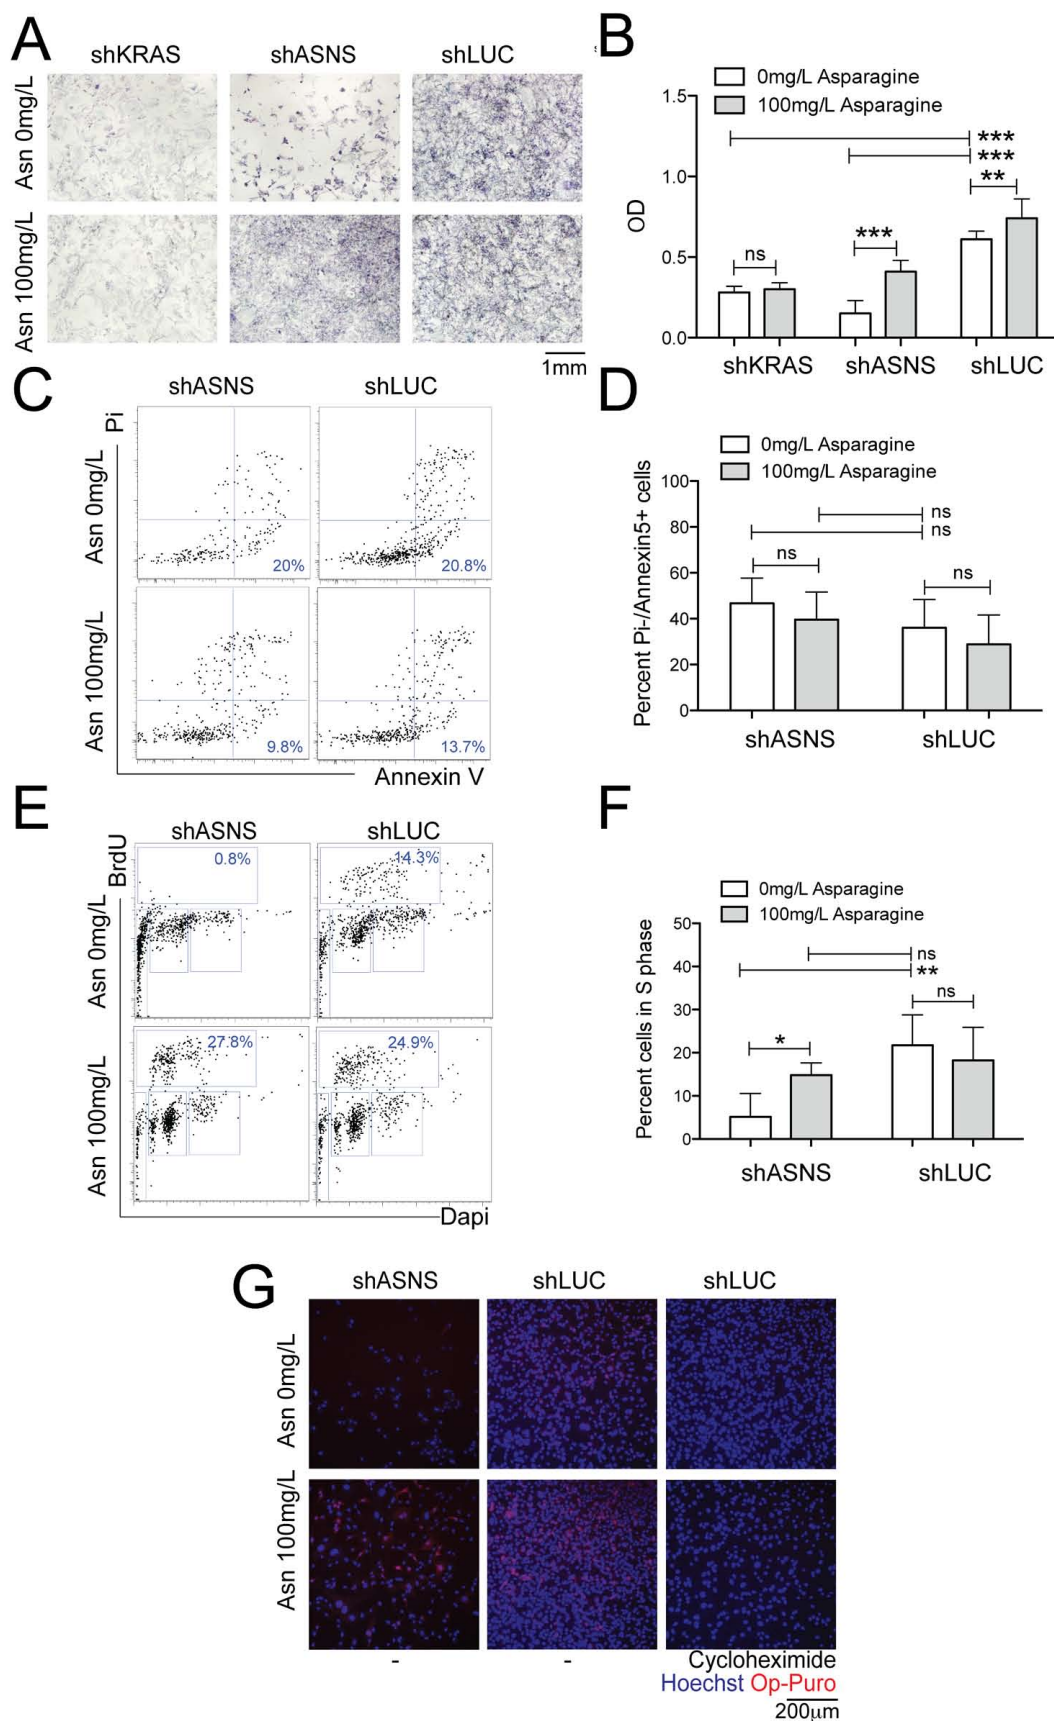 A
shKRAS
shASNS
shLUC
Asn 0mg/L
Asn 100mg/L
1mm
B
0mg/L Asparagine
100mg/L Asparagine
OD
1.5
1.0
0.5
0.0
***
***
**
***
ns
shKRAS
shASNS
shLUC
C
shASNS
shLUC
Pi
Asn 0mg/L
20%
20.8%
Asn 100mg/L
9.8%
13.7%
Annexin V
D
0mg/L Asparagine
100mg/L Asparagine
Percent Pi-/Annexin5+ cells
100
80
60
40
20
0
ns
ns
ns
ns
shASNS
shLUC
E
shASNS
shLUC
BrdU
Asn 0mg/L
0.8%
14.3%
Asn 100mg/L
27.8%
24.9%
Dapi
F
0mg/L Asparagine
100mg/L Asparagine
Percent cells in S phase
50
40
30
20
10
0
ns
**
ns
*
shASNS
shLUC
G
shASNS
shLUC
shLUC
Asn 0mg/L
Asn 100mg/L
-
-
Cycloheximide
Hoechst Op-Puro
200μm